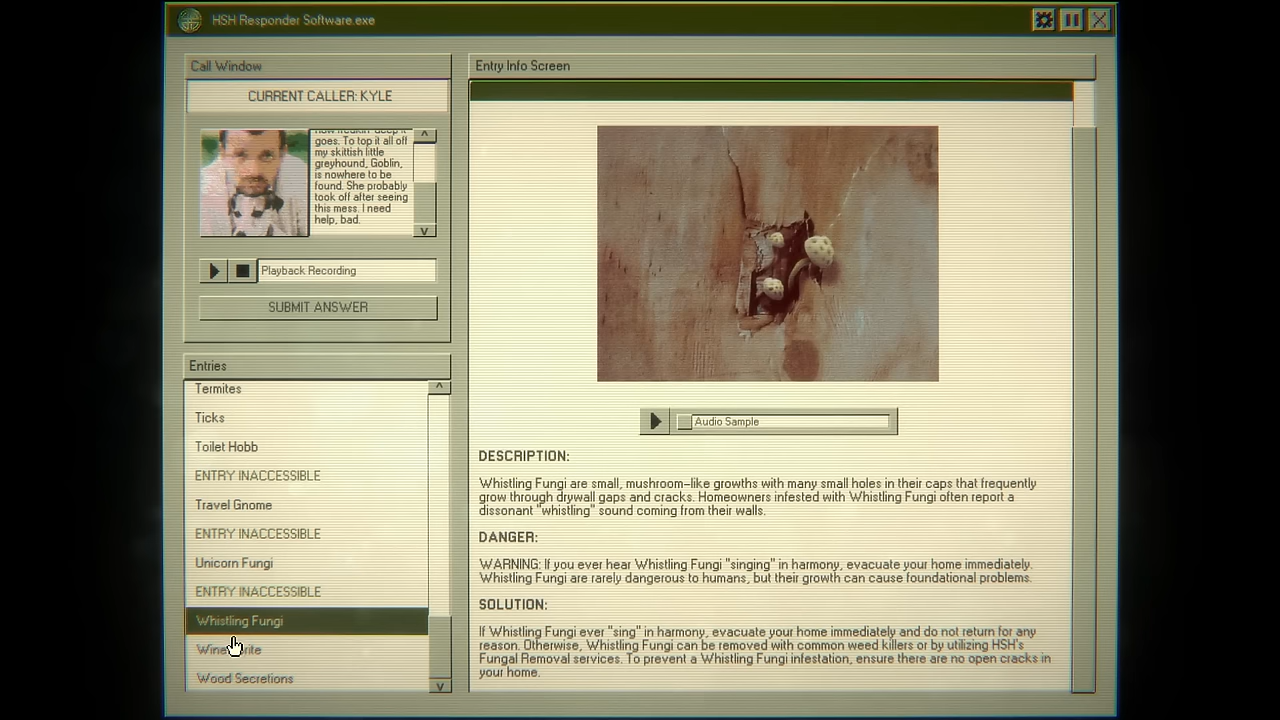 HSH Responder Software.exe
Call Window
CURRENT CALLER: KYLE
goes. To top it all off
my skittish little
greyhound, Goblin,
is nowhere to be
found. She probably
took off after seeing
this mess. I need
help, bad.
Playback Recording
SUBMIT ANSWER
Entries
Termites
Ticks
Toilet Hobb
ENTRY INACCESSIBLE
Travel Gnome
ENTRY INACCESSIBLE
Unicorn Fungi
ENTRY INACCESSIBLE
Whistling Fungi
Wood Secretions
Entry Info Screen
Audio Sample
DESCRIPTION:
Whistling Fungi are small, mushroom-like growths with many small holes in their caps that frequently
grow through drywall gaps and cracks. Homeowners infested with Whistling Fungi often report a
dissonant "whistling" sound coming from their walls.
DANGER:
WARNING: If you ever hear Whistling Fungi "singing" in harmony, evacuate your home immediately.
Whistling Fungi are rarely dangerous to humans, but their growth can cause foundational problems.
SOLUTION:
If Whistling Fungi ever "sing" in harmony, evacuate your home immediately and do not return for any
reason. Otherwise, Whistling Fungi can be removed with common weed killers or by utilizing HSH's
Fungal Removal services. To prevent a Whistling Fungi infestation, ensure there are no open cracks in
your home.